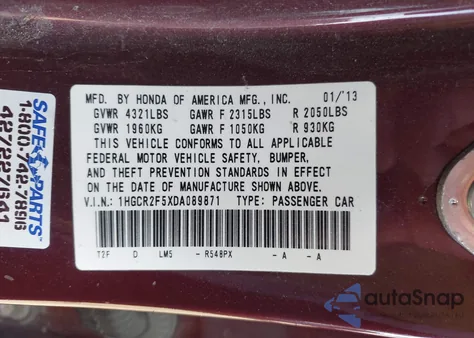 MFD. BY HONDA OF AMERICA MFG., INC. 01/'13
GVWR 4321LBS GAWR F 2315LBS R 2050LBS
GVWR 1960KG GAWR F 1050KG R 930KG
THIS VEHICLE CONFORMS TO ALL APPLICABLE
FEDERAL MOTOR VEHICLE SAFETY, BUMPER,
AND THEFT PREVENTION STANDARDS IN EFFECT
ON THE DATE OF MANUFACTURE SHOWN ABOVE.
V.I.N.: 1HGCR2F5XDA089871 TYPE: PASSENGER CAR
T2F D LM5 - R548PX - A - A
SAFE PARTS
1-800-742-7896
autoSnap